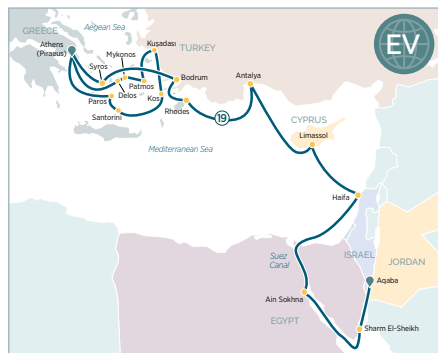 GREECE
Aegean Sea
EV
Athens
(Piraeus)
Kuşadası
TURKEY
Mykonos
Syros
Bodrum
Antalya
Patmos
Delos
Paros
Kos
Rhodes
Santorini
19
CYPRUS
Limassol
Mediterranean Sea
Haifa
Suez
Canal
ISRAEL
JORDAN
Aqaba
Ain Sokhna
EGYPT
Sharm El-Sheikh